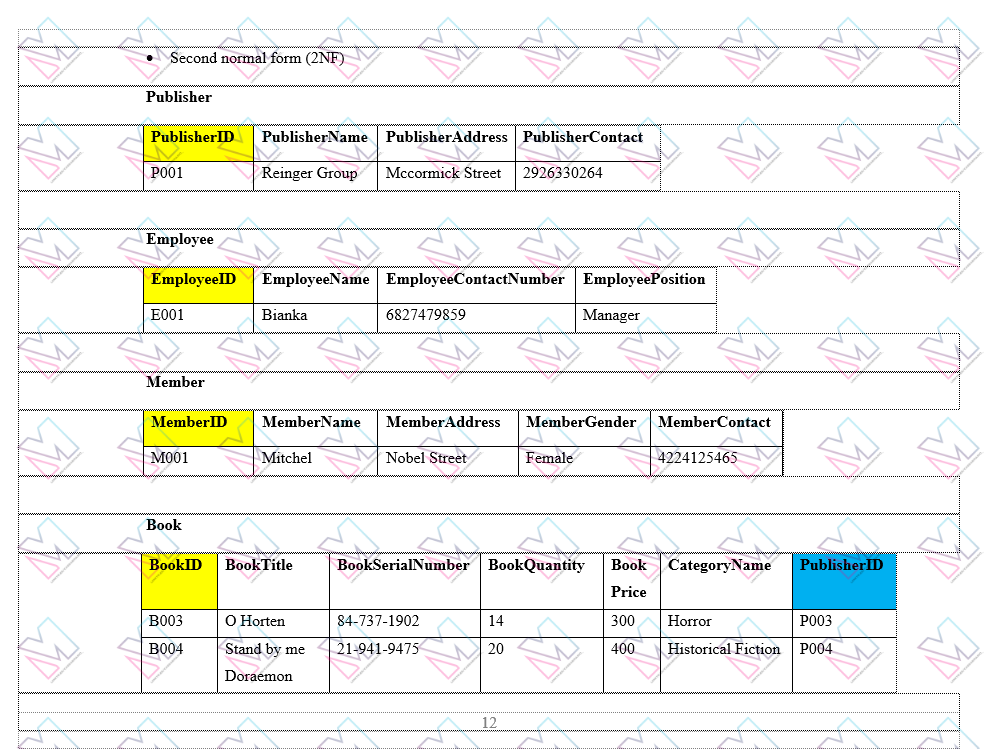 • Second normal form (2NF)
Publisher
PublisherID PublisherName PublisherAddress PublisherContact
P001 Reinger Group Mccormick Street 2926330264
Employee
EmployeeID EmployeeName EmployeeContactNumber EmployeePosition
E001 Bianka 6827479859 Manager
Member
MemberID MemberName MemberAddress MemberGender MemberContact
M001 Mitchel Nobel Street Female 4224125465
Book
BookID BookTitle BookSerialNumber BookQuantity Book CategoryName PublisherID
Price
B003 O Horten 84-737-1902 14 300 Horror P003
B004 Stand by me 21-941-9475 20 400 Historical Fiction P004
Doraemon
12